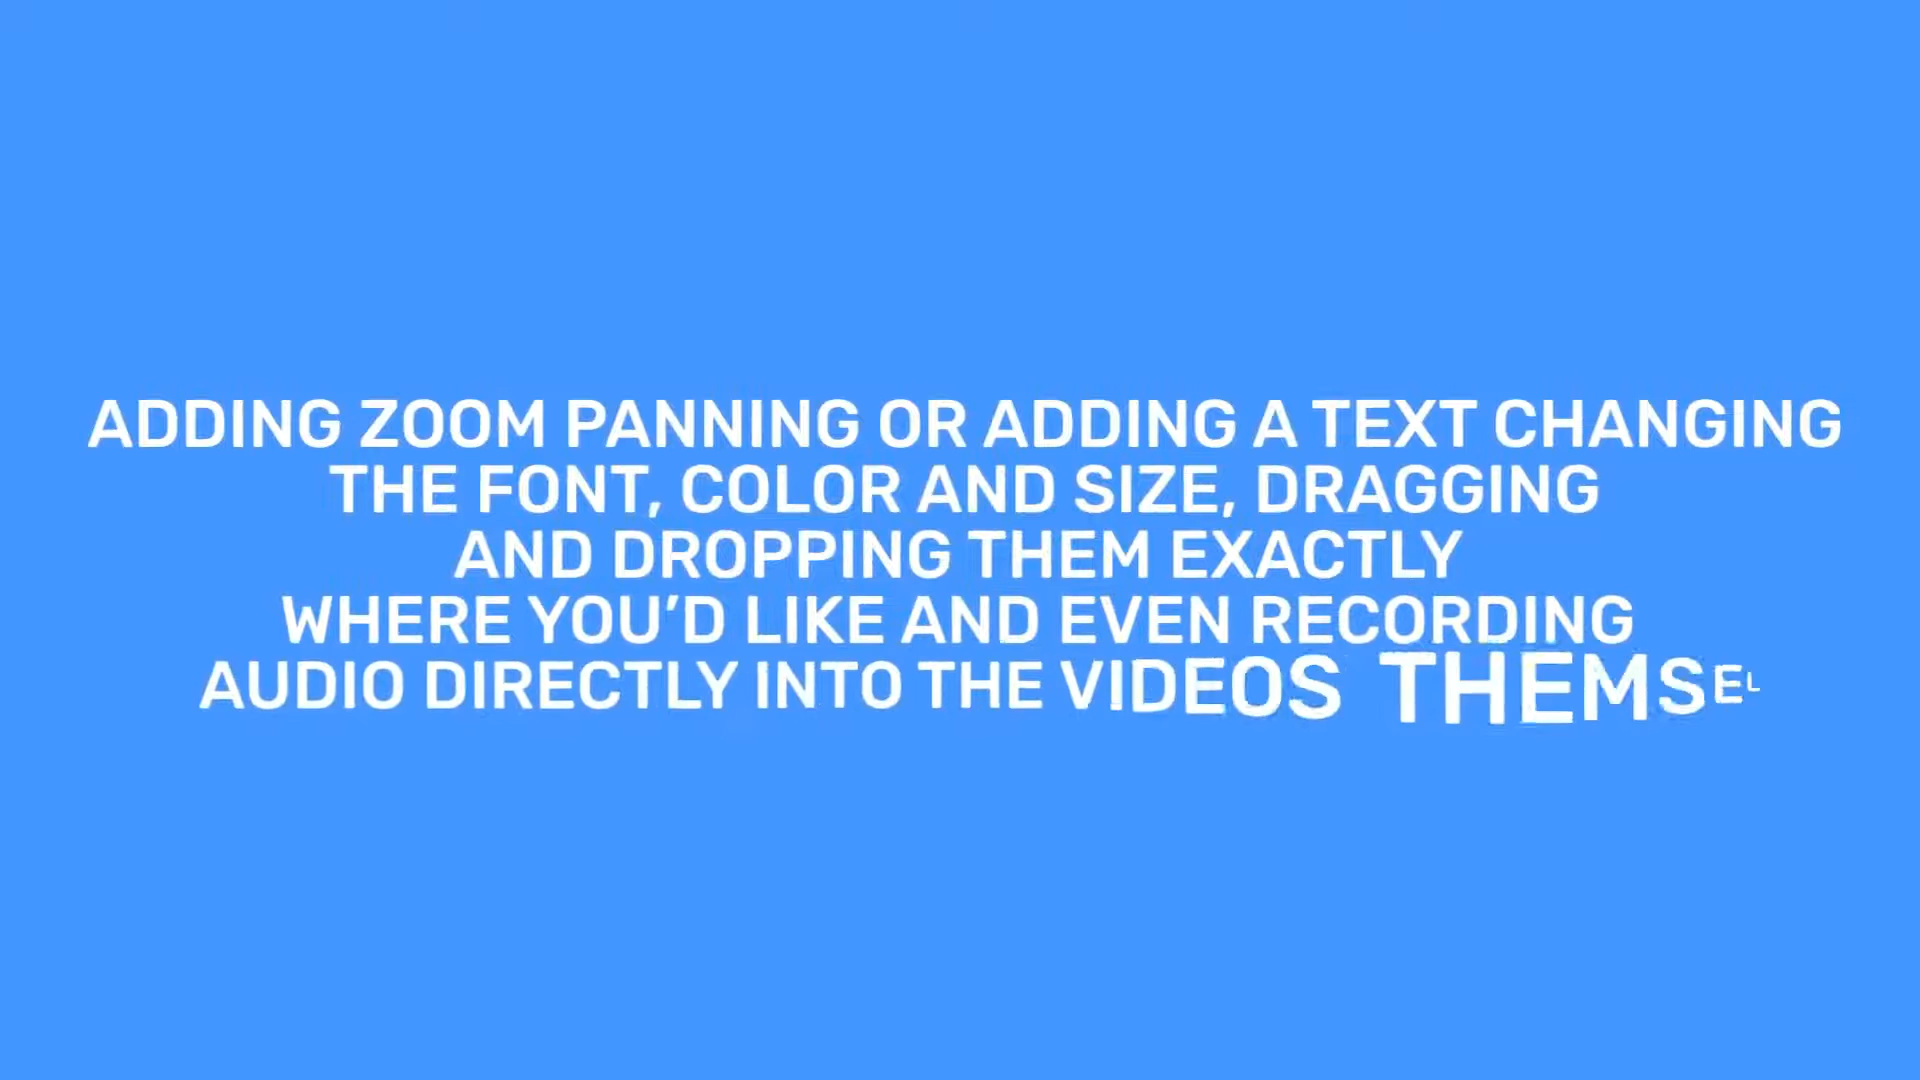 ADDING ZOOM PANNING OR ADDING A TEXT CHANGING
THE FONT, COLOR AND SIZE, DRAGGING
AND DROPPING THEM EXACTLY
WHERE YOU’D LIKE AND EVEN RECORDING
AUDIO DIRECTLY INTO THE VIDEOS THEMSEL